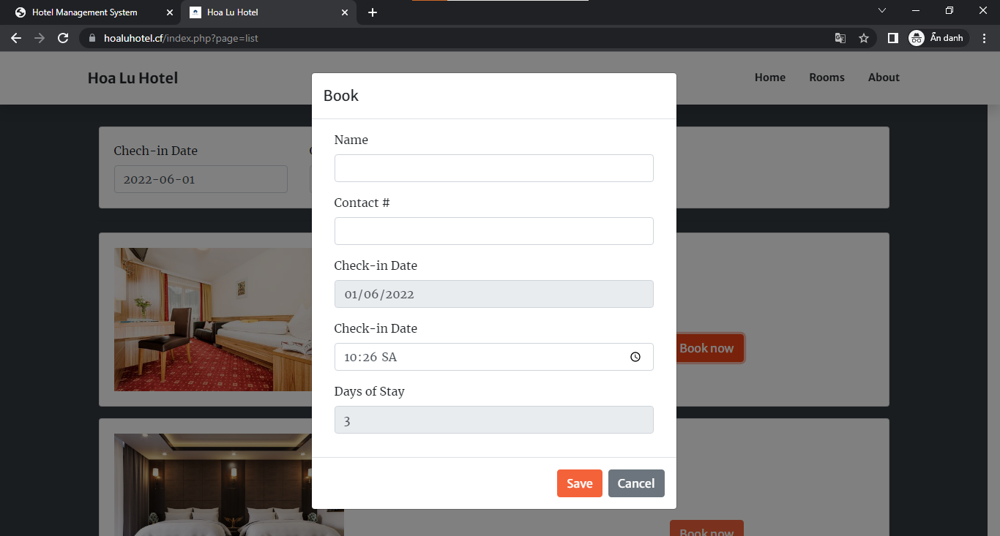 Hotel Management System
Hoa Lu Hotel
hoaluhotel.cf/index.php?page=list
Ẩn danh
Hoa Lu Hotel
Home Rooms About
Book
Name
Chech-in Date
2022-06-01
Contact #
Check-in Date
01/06/2022
Check-in Date
10:26 SA
Book now
Days of Stay
3
Save Cancel
Book now